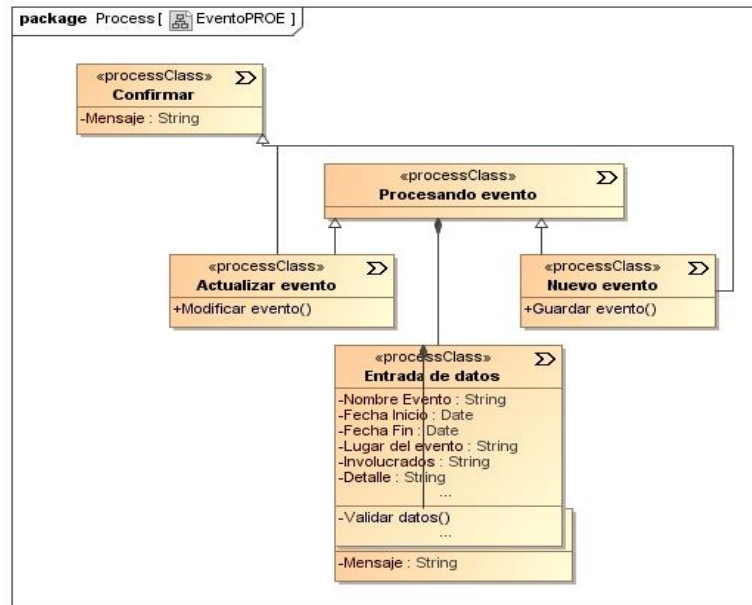 package Process [ EventoPROE ]
«processClass»
Confirmar
-Mensaje : String
«processClass»
Procesando evento
«processClass»
Actualizar evento
+Modificar evento()
«processClass»
Nuevo evento
+Guardar evento()
«processClass»
Entrada de datos
-Nombre Evento : String
-Fecha Inicio : Date
-Fecha Fin : Date
-Lugar del evento : String
-Involucrados : String
-Detalle : String
...
-Validar datos()
...
-Mensaje : String